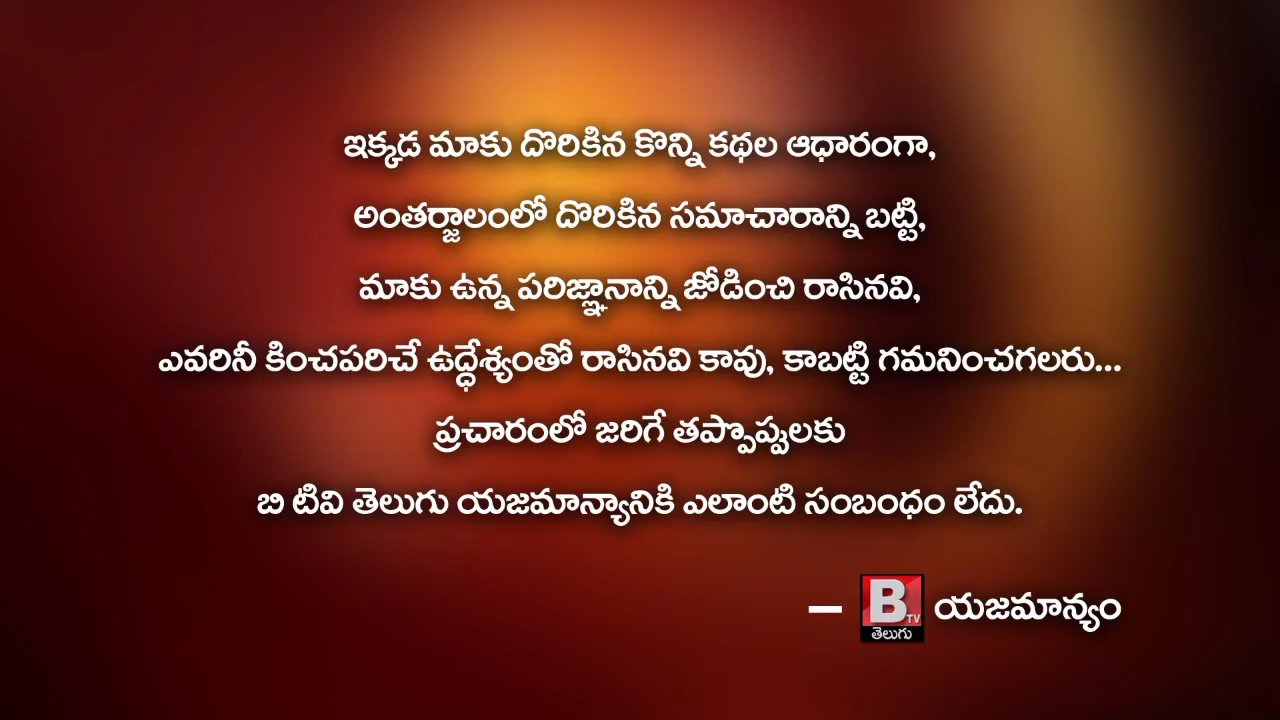 ఇక్కడ మాకు దొరికిన కొన్ని కథల ఆధారంగా,
అంతర్జాలంలో దొరికిన సమాచారాన్ని బట్టి,
మాకు ఉన్న పరిజ్ఞానాన్ని జోడించి రాసినవి,
ఎవరినీ కించపరిచే ఉద్ధేశ్యంతో రాసినవి కావు, కాబట్టి గమనించగలరు...
ప్రచారంలో జరిగే తప్పొప్పులకు
బి టివి తెలుగు యజమాన్యానికి ఎలాంటి సంబంధం లేదు.
– B TV తెలుగు యజమాన్యం